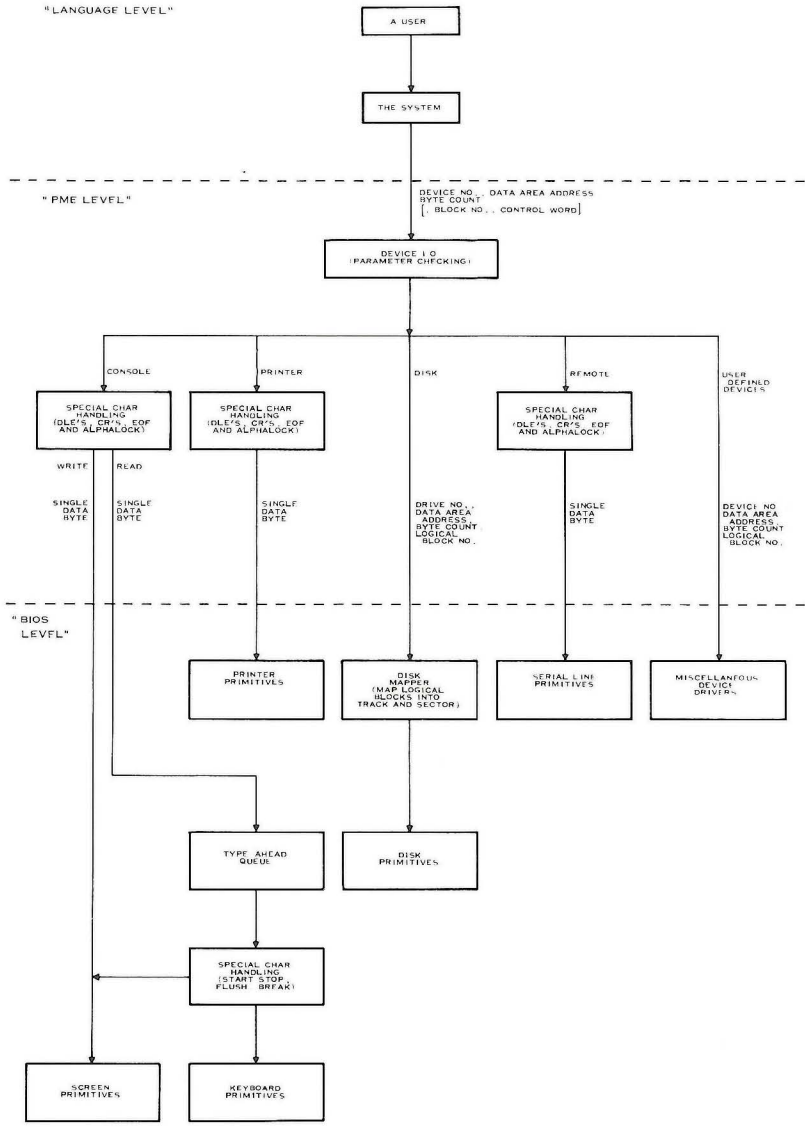 "LANGUAGE LEVEL"
A USER
THE SYSTEM
"PME LEVEL"
DEVICE NO., DATA AREA ADDRESS
BYTE COUNT
[, BLOCK NO., CONTROL WORD]
DEVICE I O
(PARAMETER CHECKING)
CONSOLE
PRINTER
DISK
REMOTE
USER
DEFINED
DEVICES
SPECIAL CHAR
HANDLING
(DLE'S, CR'S, EOF
AND ALPHALOCK)
SPECIAL CHAR
HANDLING
(DLE'S, CR'S, EOF
AND ALPHALOCK)
SPECIAL CHAR
HANDLING
(DLE'S, CR'S, EOF
AND ALPHALOCK)
WRITE
READ
SINGLE
DATA
BYTE
SINGLE
DATA
BYTE
SINGLE
DATA
BYTE
DRIVE NO.,
DATA AREA
ADDRESS,
BYTE COUNT
LOGICAL
BLOCK NO.
SINGLE
DATA
BYTE
DEVICE NO
DATA AREA
ADDRESS,
BYTE COUNT
LOGICAL
BLOCK NO.
"BIOS
LEVEL"
PRINTER
PRIMITIVES
DISK
MAPPER
(MAP LOGICAL
BLOCKS INTO
TRACK AND SECTOR)
SERIAL LINE
PRIMITIVES
MISCELLANEOUS
DEVICE
DRIVERS
TYPE AHEAD
QUEUE
DISK
PRIMITIVES
SPECIAL CHAR
HANDLING
(START STOP,
FLUSH BREAK)
SCREEN
PRIMITIVES
KEYBOARD
PRIMITIVES